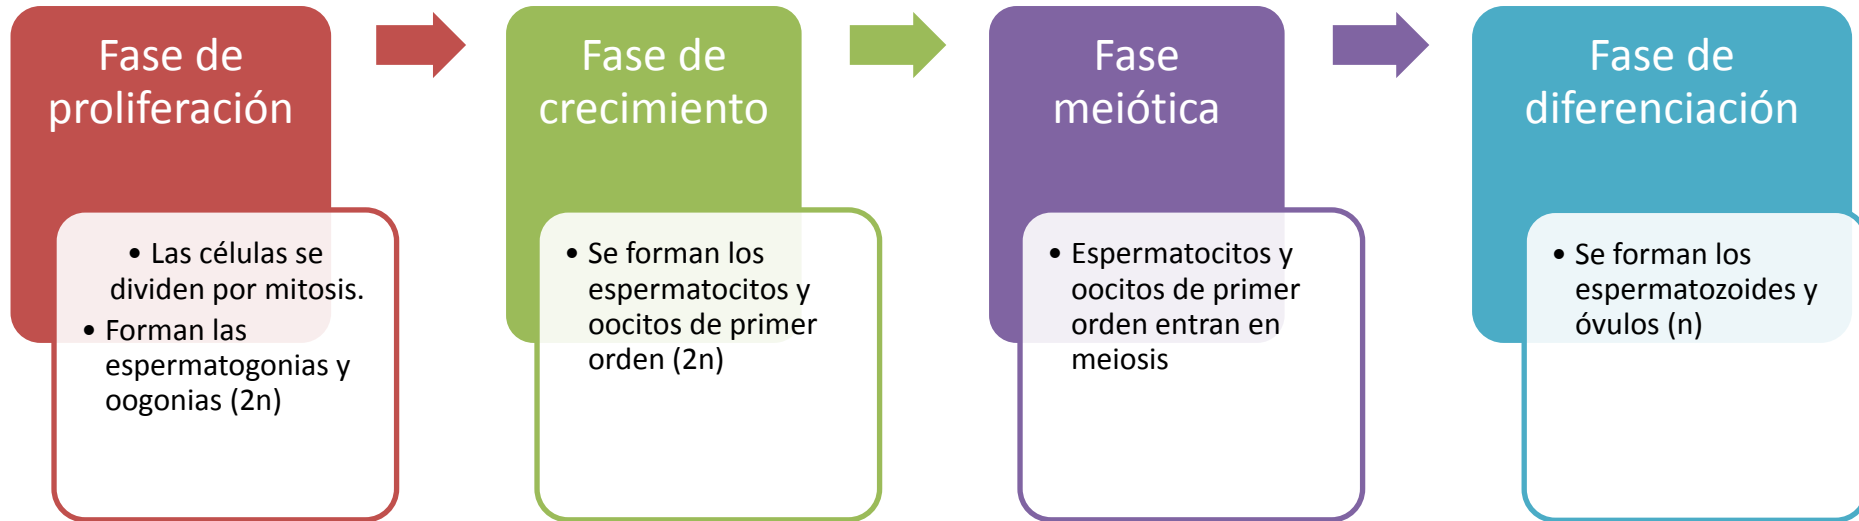 Fase de
proliferación
• Las células se
dividen por mitosis.
• Forman las
espermatogonias y
oogonias (2n)
Fase de
crecimiento
• Se forman los
espermatocitos y
oocitos de primer
orden (2n)
Fase
meiótica
• Espermatocitos y
oocitos de primer
orden entran en
meiosis
Fase de
diferenciación
• Se forman los
espermatozoides y
óvulos (n)